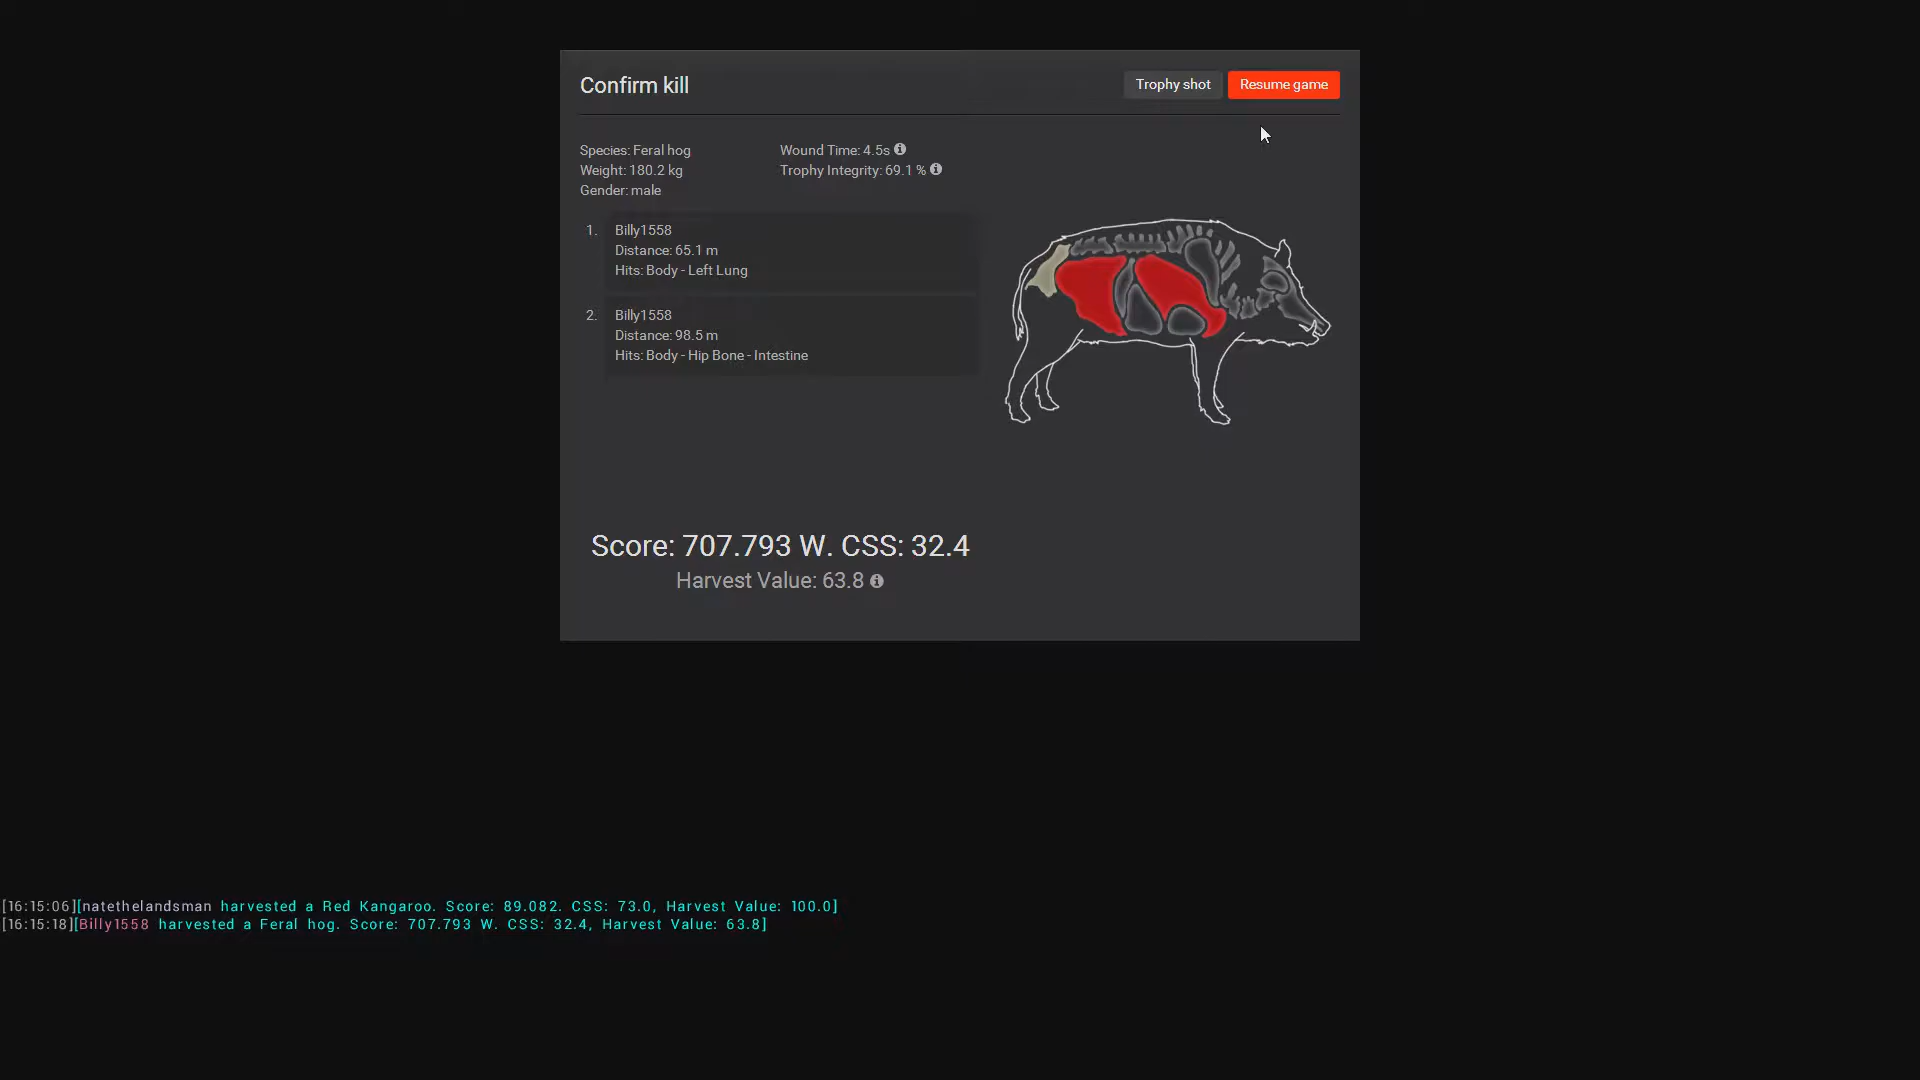 Confirm kill
Trophy shot
Resume game
Species: Feral hog
Weight: 180.2 kg
Gender: male
Wound Time: 4.5s
Trophy Integrity: 69.1 %
1.
Billy1558
Distance: 65.1 m
Hits: Body - Left Lung
2.
Billy1558
Distance: 98.5 m
Hits: Body - Hip Bone - Intestine
Score: 707.793 W. CSS: 32.4
Harvest Value: 63.8
[16:15:06][natethelandsman harvested a Red Kangaroo. Score: 89.082. CSS: 73.0, Harvest Value: 100.0]
[16:15:18][Billy1558 harvested a Feral hog. Score: 707.793 W. CSS: 32.4, Harvest Value: 63.8]